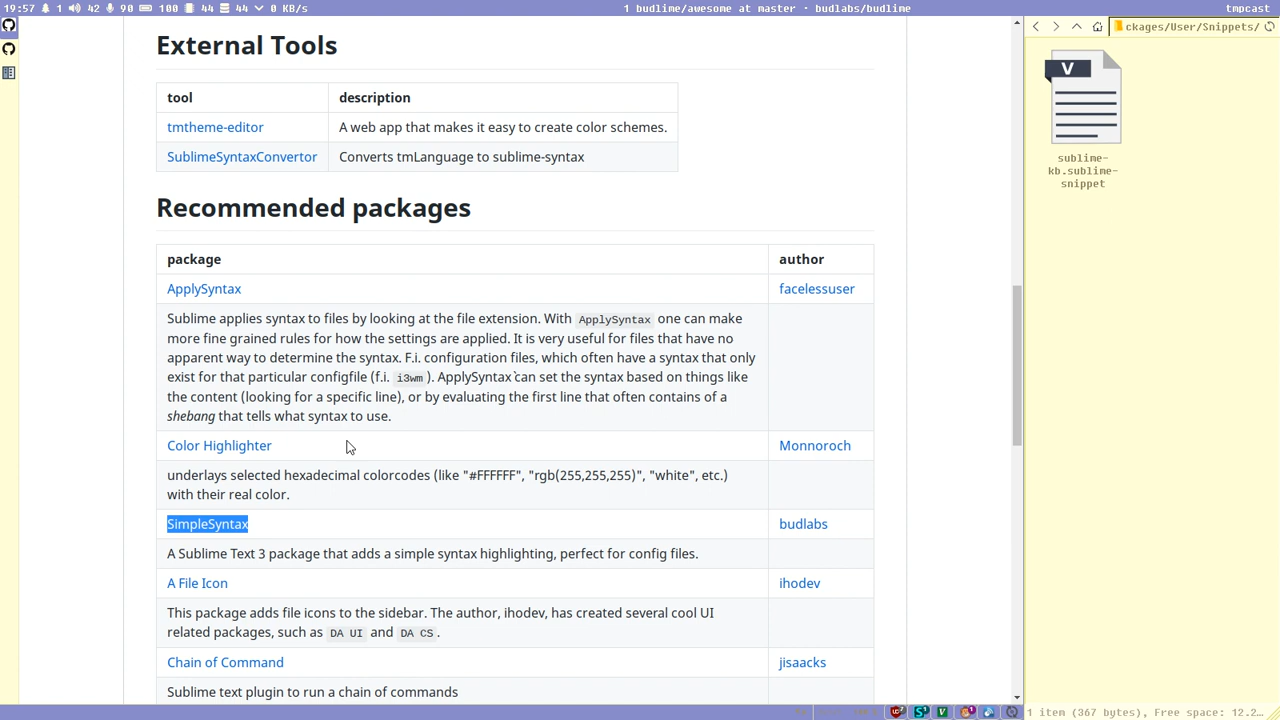 19:57 1 42 90 100 44 44 0 KB/s
1 budlime/awesome at master · budlabs/budlime
tmpcast
External Tools
tool description
tmtheme-editor A web app that makes it easy to create color schemes.
SublimeSyntaxConvertor Converts tmLanguage to sublime-syntax
Recommended packages
package author
ApplySyntax facelessuser
Sublime applies syntax to files by looking at the file extension. With ApplySyntax one can make
more fine grained rules for how the settings are applied. It is very useful for files that have no
apparent way to determine the syntax. F.i. configuration files, which often have a syntax that only
exist for that particular configfile (f.i. i3wm ). ApplySyntax`can set the syntax based on things like
the content (looking for a specific line), or by evaluating the first line that often contains of a
shebang that tells what syntax to use.
Color Highlighter Monnoroch
underlays selected hexadecimal colorcodes (like "#FFFFFF", "rgb(255,255,255)", "white", etc.)
with their real color.
SimpleSyntax budlabs
A Sublime Text 3 package that adds a simple syntax highlighting, perfect for config files.
A File Icon ihodev
This package adds file icons to the sidebar. The author, ihodev, has created several cool UI
related packages, such as DA UI and DA CS.
Chain of Command jisaacks
Sublime text plugin to run a chain of commands
ckages/User/Snippets/
V
sublime-
kb.sublime-
snippet
1 item (367 bytes), Free space: 12.2…